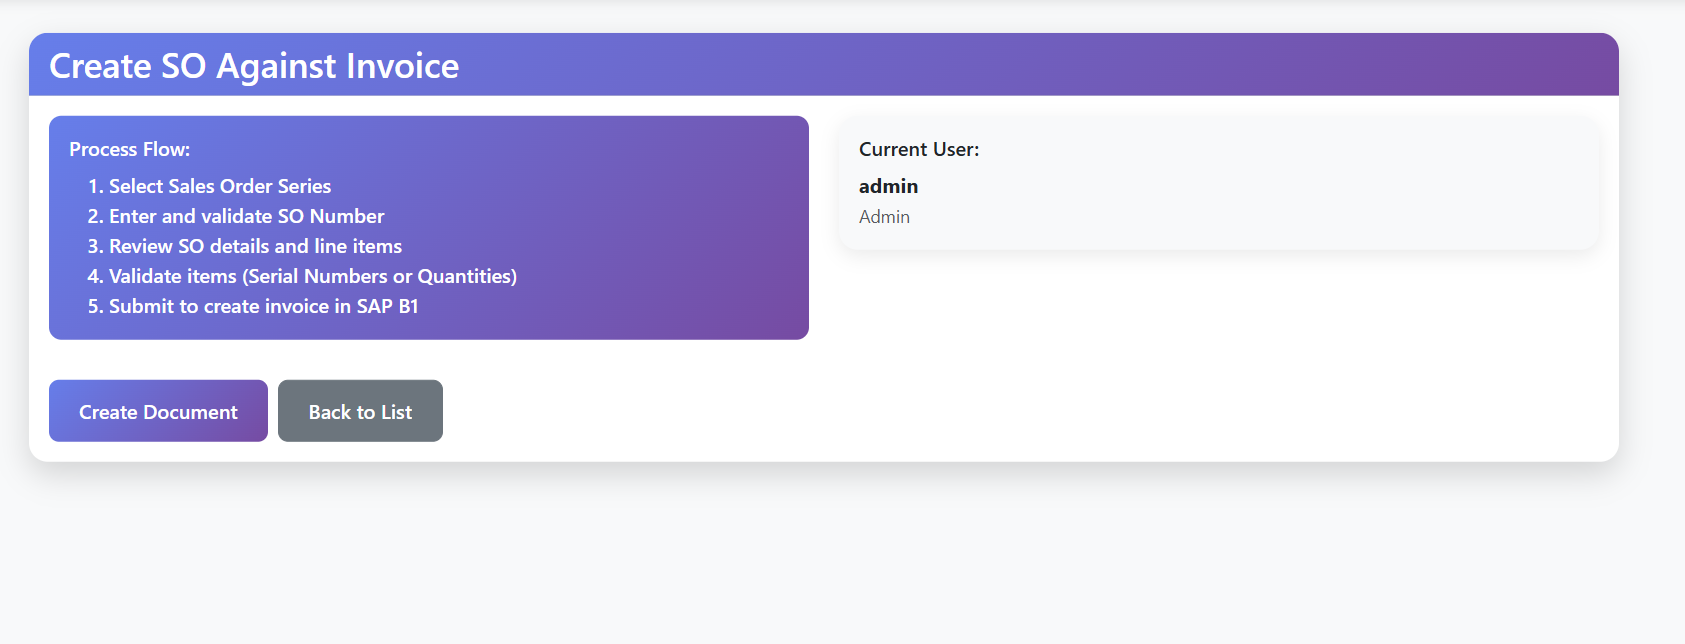 Create SO Against Invoice
Process Flow:
1. Select Sales Order Series
2. Enter and validate SO Number
3. Review SO details and line items
4. Validate items (Serial Numbers or Quantities)
5. Submit to create invoice in SAP B1
Current User:
admin
Admin
Create Document
Back to List